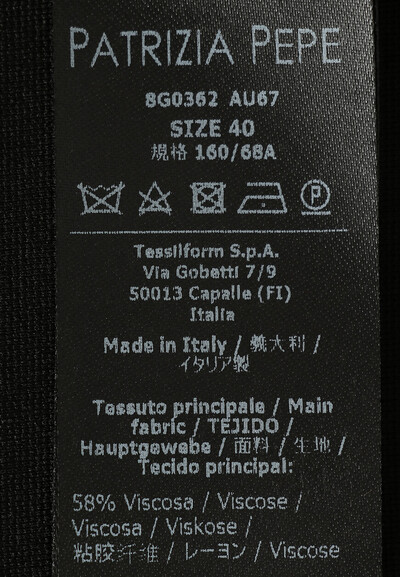 PATRIZIA PEPE
8G0362 AU67
SIZE 40
規格 160/68A
P
Tessilform S.p.A.
Via Gobetti 7/9
50013 Capalle (FI)
Italia
Made in Italy / 義大利 /
イタリア製
Tessuto principale / Main
fabric / TEJIDO /
Hauptgewebe / 面料 / 生地 /
Tecido principal:
58% Viscosa / Viscose /
Viscosa / Viskose /
粘胶纤维 / レーヨン / Viscose